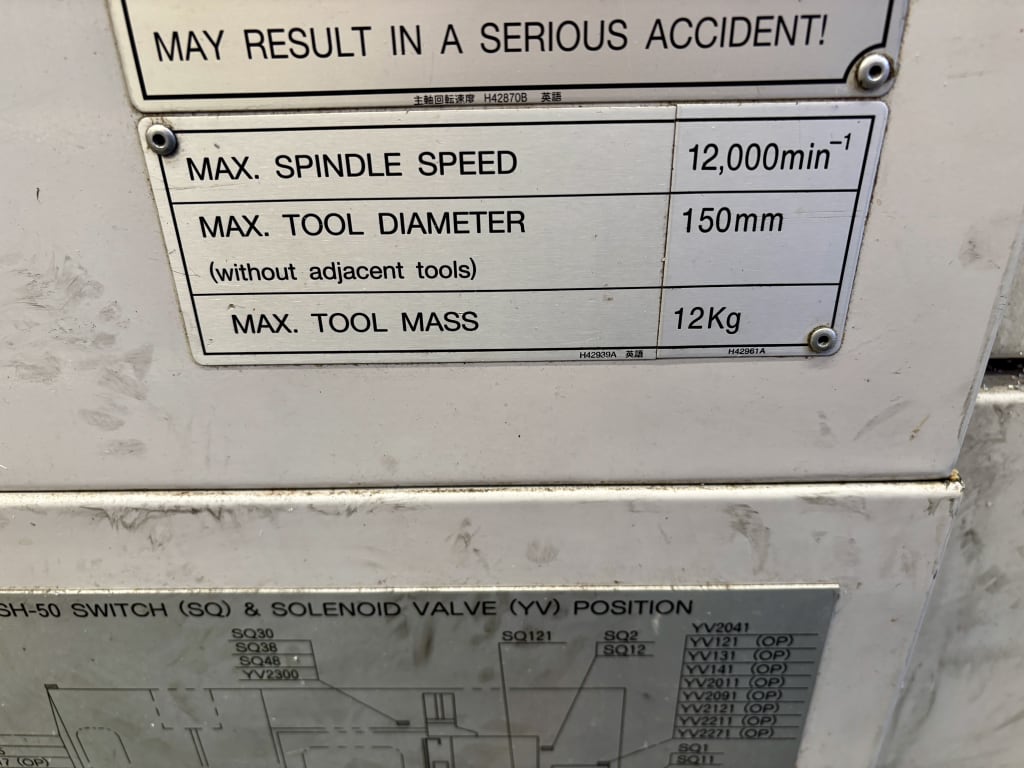 MAY RESULT IN A SERIOUS ACCIDENT!
主軸回転速度 H42870B 英語
MAX. SPINDLE SPEED 12,000min⁻¹
MAX. TOOL DIAMETER 150mm
(without adjacent tools)
MAX. TOOL MASS 12Kg
H42939A 英語 H42961A
SH-50 SWITCH (SQ) & SOLENOID VALVE (YV) POSITION
SQ30
SQ38
SQ48
YV2300
SQ121
SQ2
SQ12
YV2041
YV121 (OP)
YV131 (OP)
YV141 (OP)
YV2011 (OP)
YV2091 (OP)
YV2121 (OP)
YV2211 (OP)
YV2271 (OP)
SQ1
SQ11
(OP)